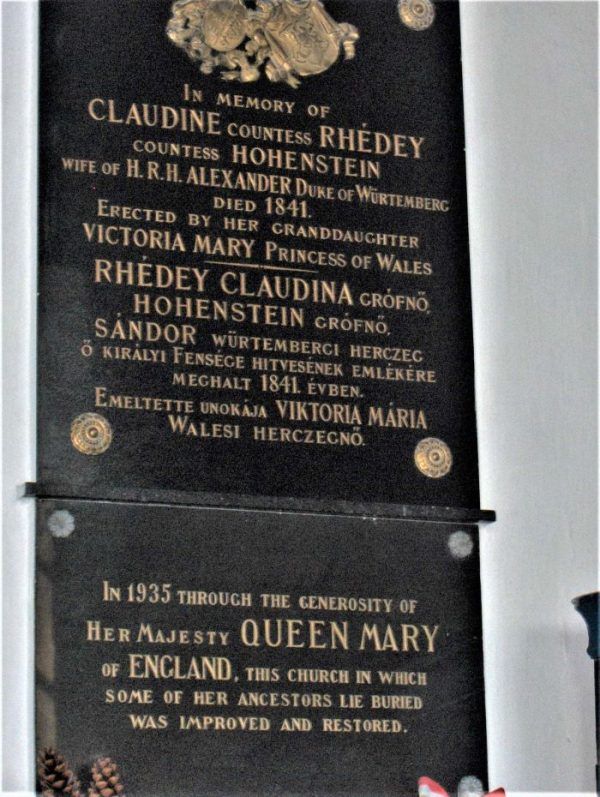 IN MEMORY OF
CLAUDINE COUNTESS RHÉDEY
COUNTESS HOHENSTEIN
WIFE OF H.R.H. ALEXANDER DUKE OF WÜRTEMBERG
DIED 1841.
ERECTED BY HER GRANDDAUGHTER
VICTORIA MARY PRINCESS OF WALES
RHÉDEY CLAUDINA GRÓFNŐ,
HOHENSTEIN GRÓFNŐ,
SÁNDOR WÜRTEMBERGI HERCZEG
Ő KIRÁLYI FENSÉGE HITVESÉNEK EMLÉKÉRE
MEGHALT 1841. ÉVBEN.
EMELTETTE UNOKÁJA VIKTORIA MÁRIA
WALESI HERCZEGNŐ.
IN 1935 THROUGH THE GENEROSITY OF
HER MAJESTY QUEEN MARY
OF ENGLAND, THIS CHURCH IN WHICH
SOME OF HER ANCESTORS LIE BURIED
WAS IMPROVED AND RESTORED.